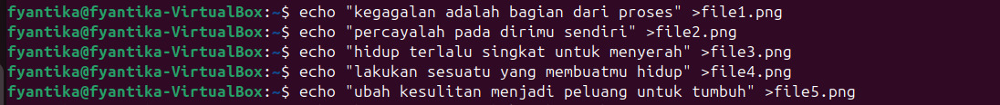 fyantika@fyantika-VirtualBox:~$ echo "kegagalan adalah bagian dari proses" >file1.png
fyantika@fyantika-VirtualBox:~$ echo "percayalah pada dirimu sendiri" >file2.png
fyantika@fyantika-VirtualBox:~$ echo "hidup terlalu singkat untuk menyerah" >file3.png
fyantika@fyantika-VirtualBox:~$ echo "lakukan sesuatu yang membuatmu hidup" >file4.png
fyantika@fyantika-VirtualBox:~$ echo "ubah kesulitan menjadi peluang untuk tumbuh" >file5.png